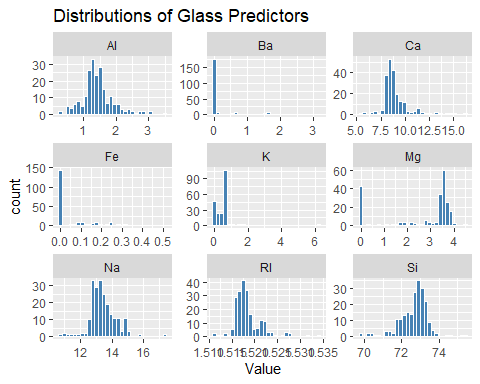 Distributions of Glass Predictors
Al Ba Ca
30 20 10 0 150 100 50 0 40 20 0
1 2 3 0 1 2 3 5.0 7.5 10.0 12.5 15.0
Fe K Mg
150 100 50 0 90 60 30 0 60 40 20 0
0.0 0.1 0.2 0.3 0.4 0.5 0 2 4 6 0 1 2 3 4
Na RI Si
30 20 10 0 40 30 20 10 0 30 20 10 0
12 14 16 1.510 1.515 1.520 1.525 1.530 1.535 70 72 74
count
Value